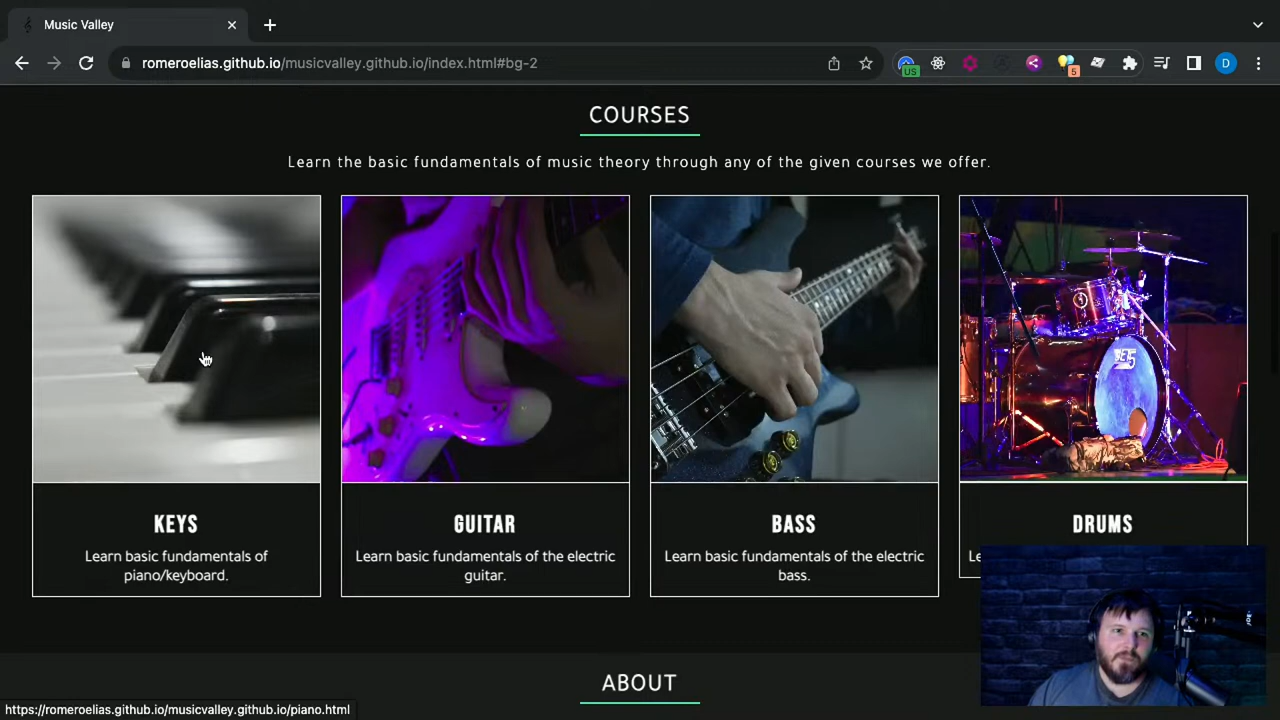 Music Valley
romeroelias.github.io/musicvalley.github.io/index.html#bg-2
US
5
D
COURSES
Learn the basic fundamentals of music theory through any of the given courses we offer.
KEYS
Learn basic fundamentals of
piano/keyboard.
GUITAR
Learn basic fundamentals of the electric
guitar.
BASS
Learn basic fundamentals of the electric
bass.
DRUMS
ABOUT
https://romeroelias.github.io/musicvalley.github.io/piano.html